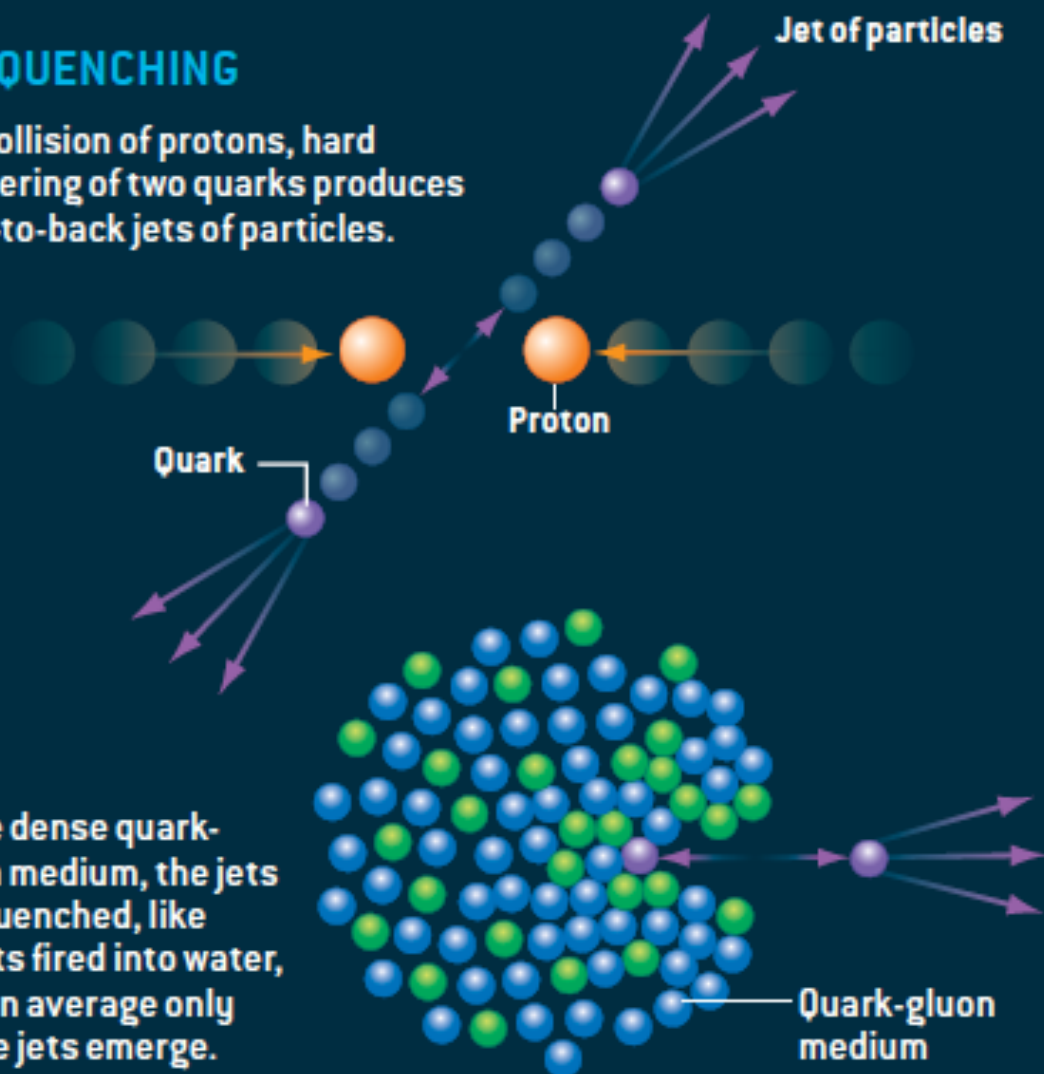 QUENCHING
ollision of protons, hard
ering of two quarks produces
-to-back jets of particles.
Jet of particles
Proton
Quark
e dense quark-
n medium, the jets
uenched, like
ts fired into water,
n average only
e jets emerge.
Quark-gluon
medium